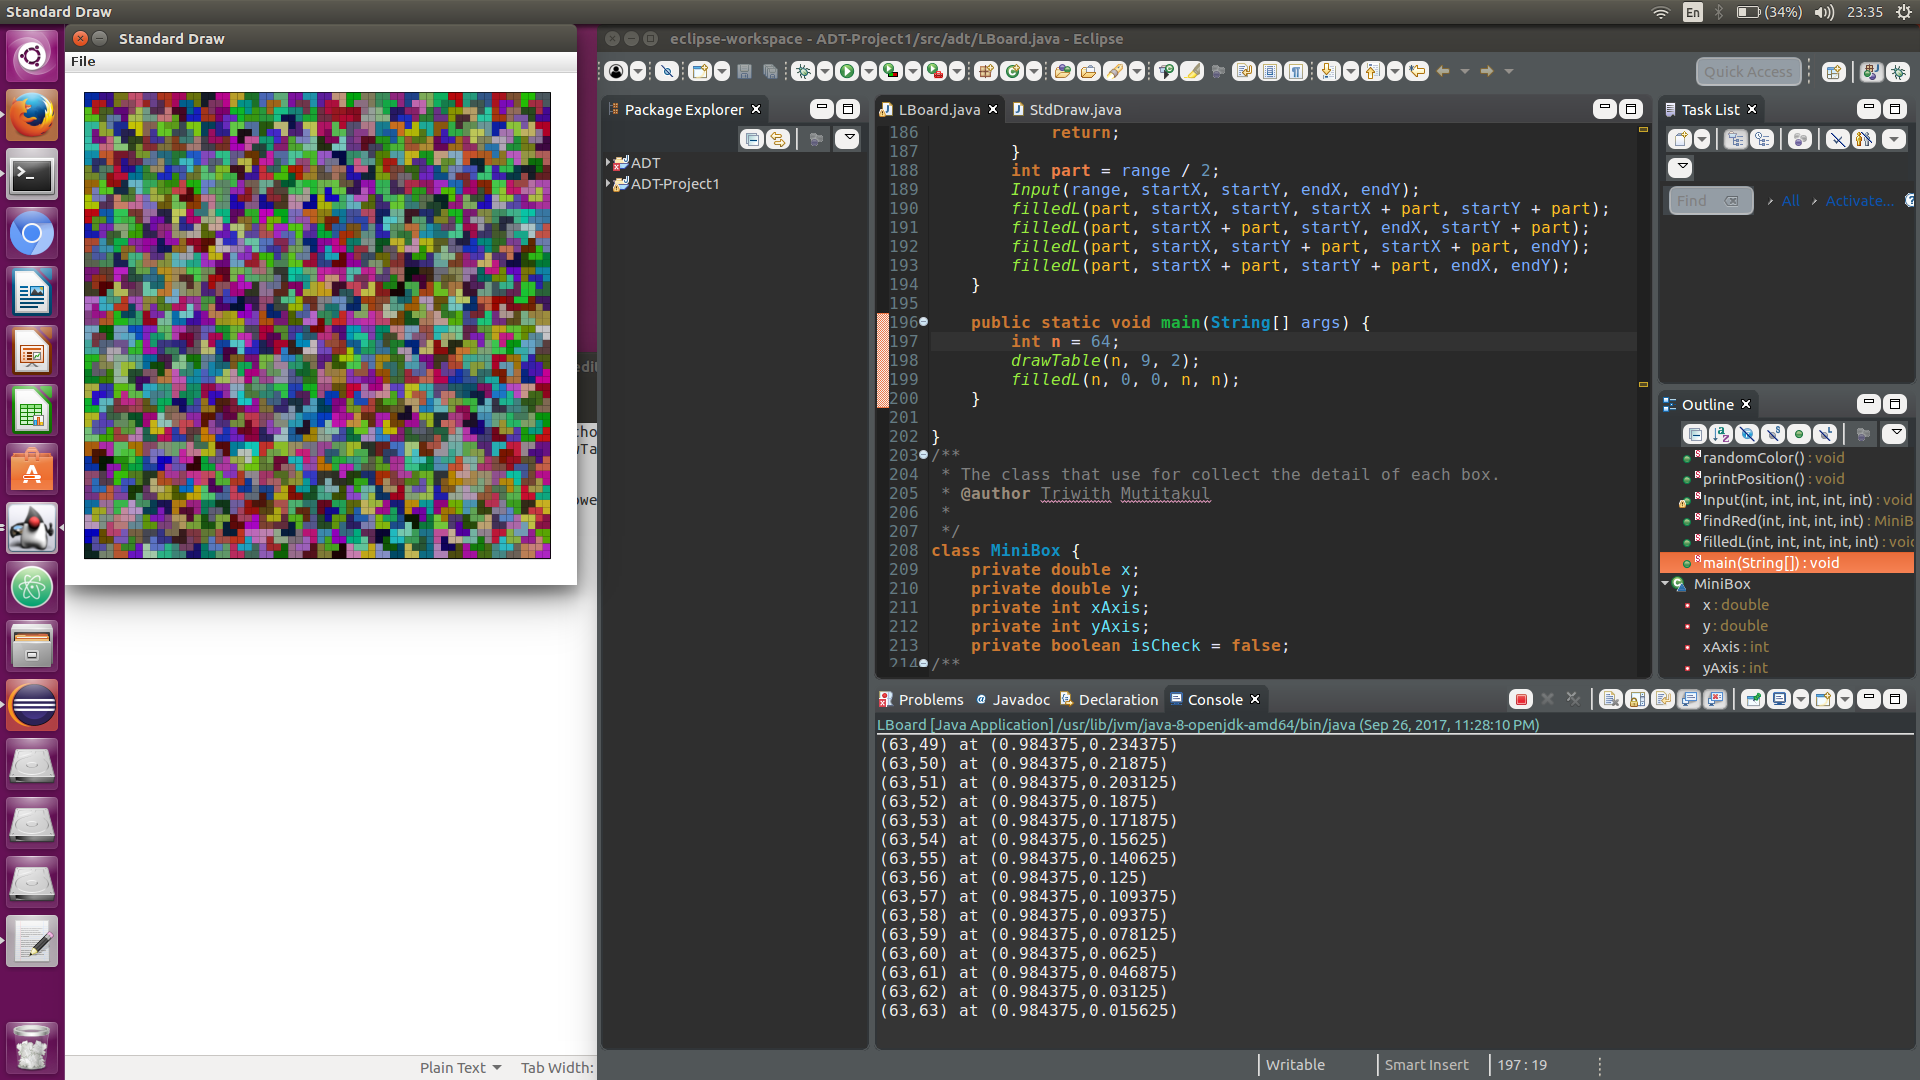 Standard Draw
En
(34%)
23:35
Standard Draw
File
eclipse-workspace - ADT-Project1/src/adt/LBoard.java - Eclipse
Quick Access
Package Explorer
ADT
ADT-Project1
LBoard.java
StdDraw.java
186 return;
187 }
188 int part = range / 2;
189 Input(range, startX, startY, endX, endY);
190 filledL(part, startX, startY, startX + part, startY + part);
191 filledL(part, startX + part, startY, endX, startY + part);
192 filledL(part, startX, startY + part, startX + part, endY);
193 filledL(part, startX + part, startY + part, endX, endY);
194 }
195
196 public static void main(String[] args) {
197 int n = 64;
198 drawTable(n, 9, 2);
199 filledL(n, 0, 0, n, n);
200 }
201
202 }
203 /**
204 * The class that use for collect the detail of each box.
205 * @author Triwith Mutitakul
206 *
207 */
208 class MiniBox {
209 private double x;
210 private double y;
211 private int xAxis;
212 private int yAxis;
213 private boolean isCheck = false;
214 /**
Task List
Find
All
Activate...
Outline
randomColor() : void
printPosition() : void
Input(int, int, int, int, int) : void
findRed(int, int, int, int) : MiniB
filledL(int, int, int, int, int) : void
main(String[]) : void
MiniBox
x : double
y : double
xAxis : int
yAxis : int
Problems
@ Javadoc
Declaration
Console
LBoard [Java Application] /usr/lib/jvm/java-8-openjdk-amd64/bin/java (Sep 26, 2017, 11:28:10 PM)
(63,49) at (0.984375,0.234375)
(63,50) at (0.984375,0.21875)
(63,51) at (0.984375,0.203125)
(63,52) at (0.984375,0.1875)
(63,53) at (0.984375,0.171875)
(63,54) at (0.984375,0.15625)
(63,55) at (0.984375,0.140625)
(63,56) at (0.984375,0.125)
(63,57) at (0.984375,0.109375)
(63,58) at (0.984375,0.09375)
(63,59) at (0.984375,0.078125)
(63,60) at (0.984375,0.0625)
(63,61) at (0.984375,0.046875)
(63,62) at (0.984375,0.03125)
(63,63) at (0.984375,0.015625)
Plain Text
Tab Width:
Writable
Smart Insert
197 : 19